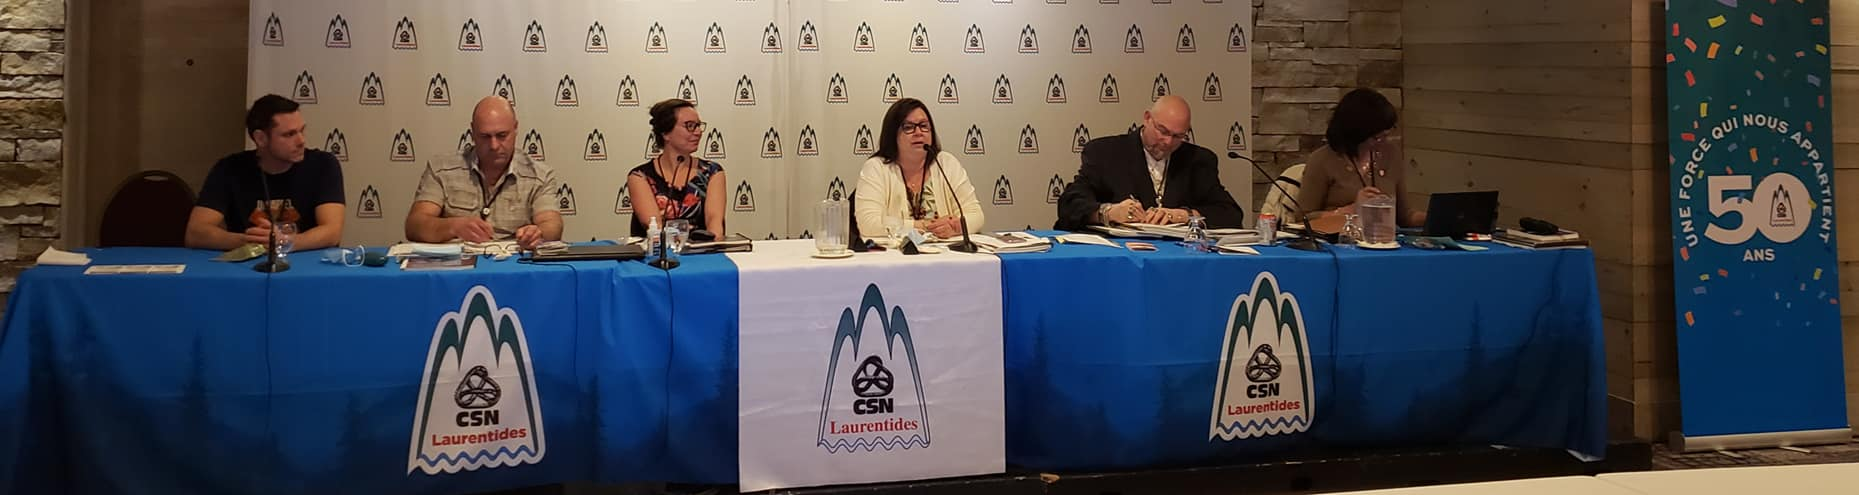 CSN
Laurentides
CSN
Laurentides
CSN
Laurentides
UNE FORCE QUI NOUS APPARTIENT
50
ANS